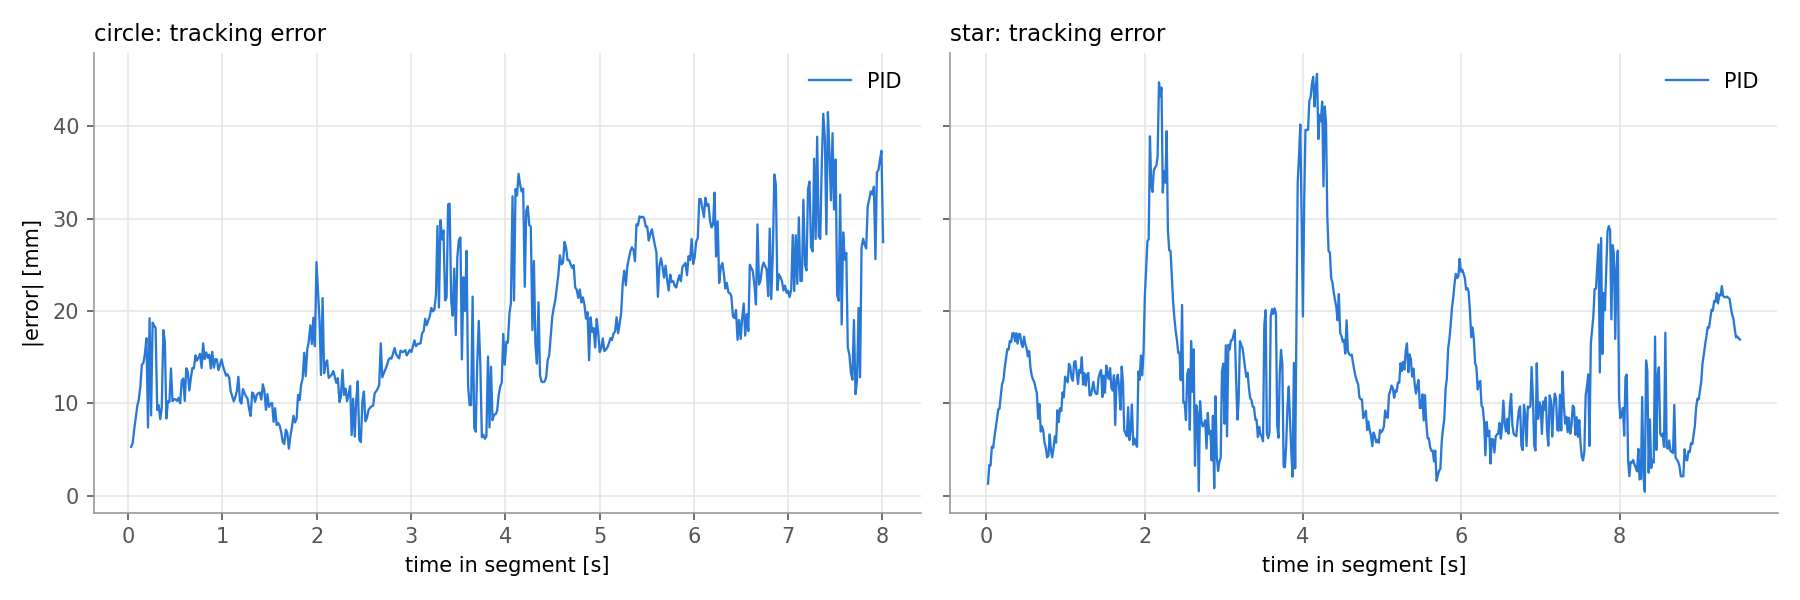 circle: tracking error
PID
|error| [mm]
40
30
20
10
0
0 1 2 3 4 5 6 7 8
time in segment [s]
star: tracking error
PID
0 2 4 6 8
time in segment [s]